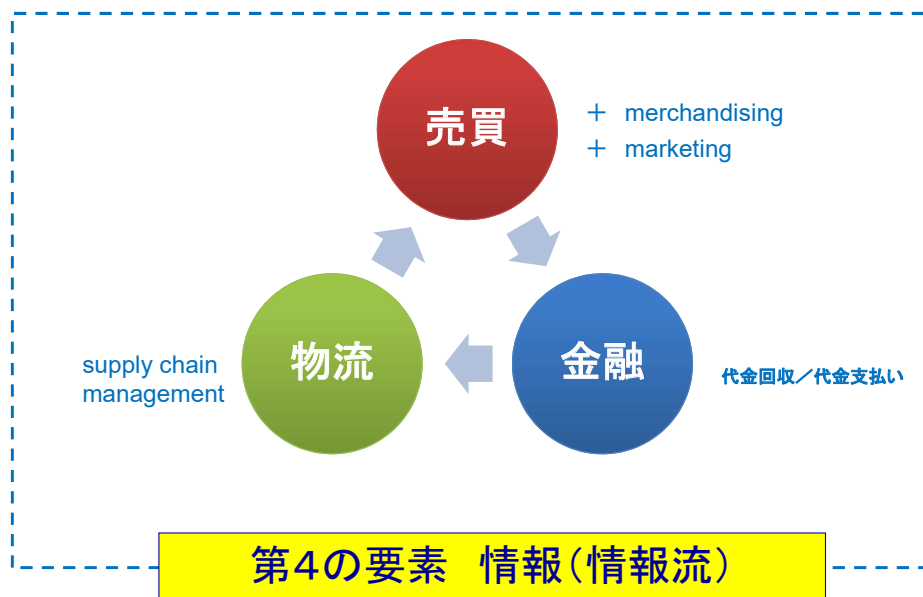 売買
＋ merchandising
＋ marketing
物流
金融
supply chain
management
代金回収／代金支払い
第4の要素　情報（情報流）